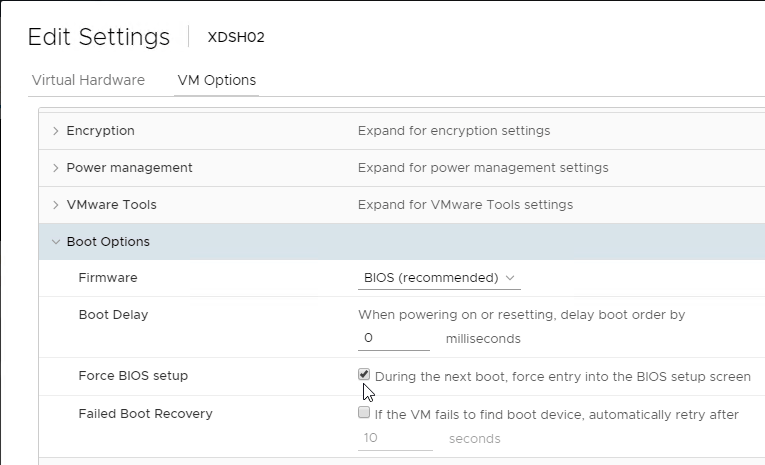 Edit Settings XDSH02
Virtual Hardware VM Options
Encryption Expand for encryption settings
Power management Expand for power management settings
VMware Tools Expand for VMware Tools settings
Boot Options
Firmware BIOS (recommended)
Boot Delay When powering on or resetting, delay boot order by
0 milliseconds
Force BIOS setup During the next boot, force entry into the BIOS setup screen
Failed Boot Recovery If the VM fails to find boot device, automatically retry after
10 seconds